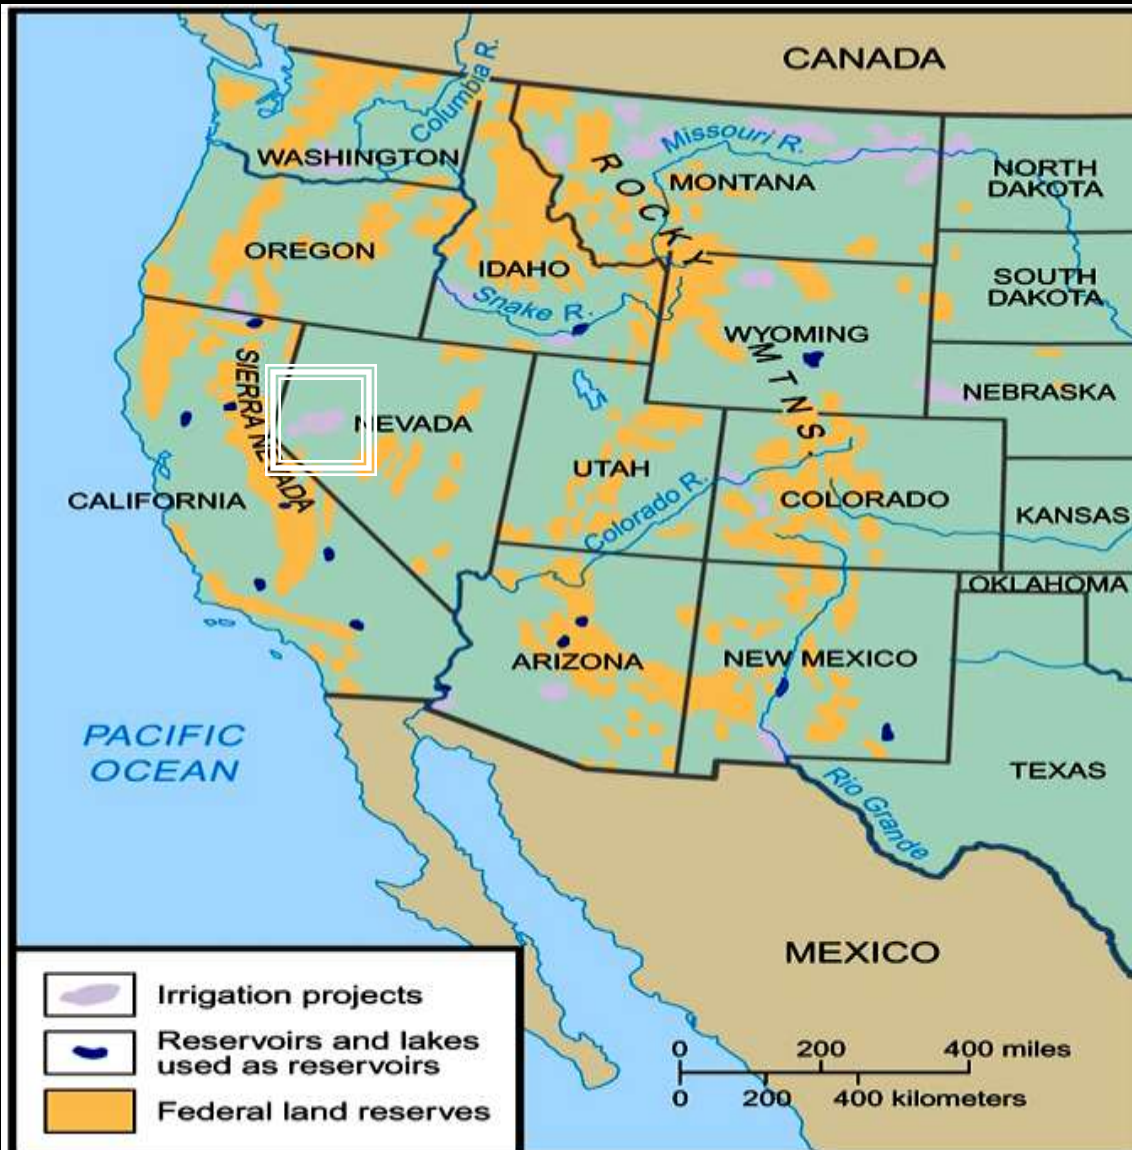 CANADA
Columbia R.
WASHINGTON
Missouri R.
MONTANA
NORTH
DAKOTA
ROCKY
OREGON
IDAHO
Snake R.
SOUTH
DAKOTA
WYOMING
MTNS.
SIERRA NEVADA
NEVADA
NEBRASKA
UTAH
Colorado R.
CALIFORNIA
COLORADO
KANSAS
OKLAHOMA
ARIZONA
NEW MEXICO
PACIFIC
OCEAN
TEXAS
Rio Grande
MEXICO
Irrigation projects
Reservoirs and lakes
used as reservoirs
Federal land reserves
0 200 400 miles
0 200 400 kilometers